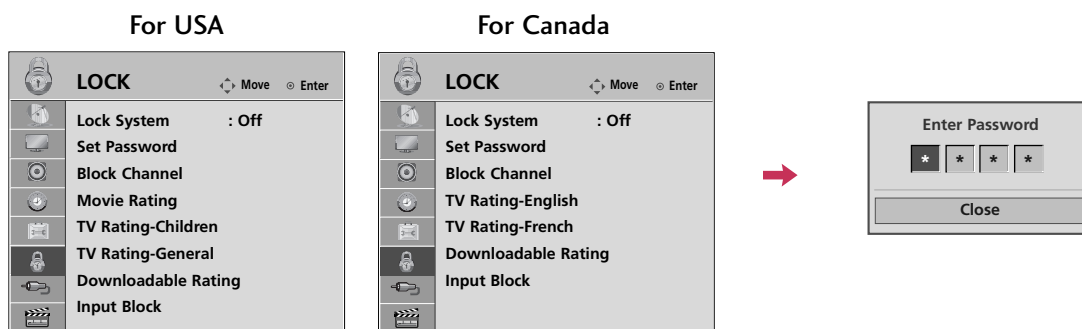 For USA
LOCK Move Enter
Lock System : Off
Set Password
Block Channel
Movie Rating
TV Rating-Children
TV Rating-General
Downloadable Rating
Input Block
For Canada
LOCK Move Enter
Lock System : Off
Set Password
Block Channel
TV Rating-English
TV Rating-French
Downloadable Rating
Input Block
Enter Password
* * * *
Close